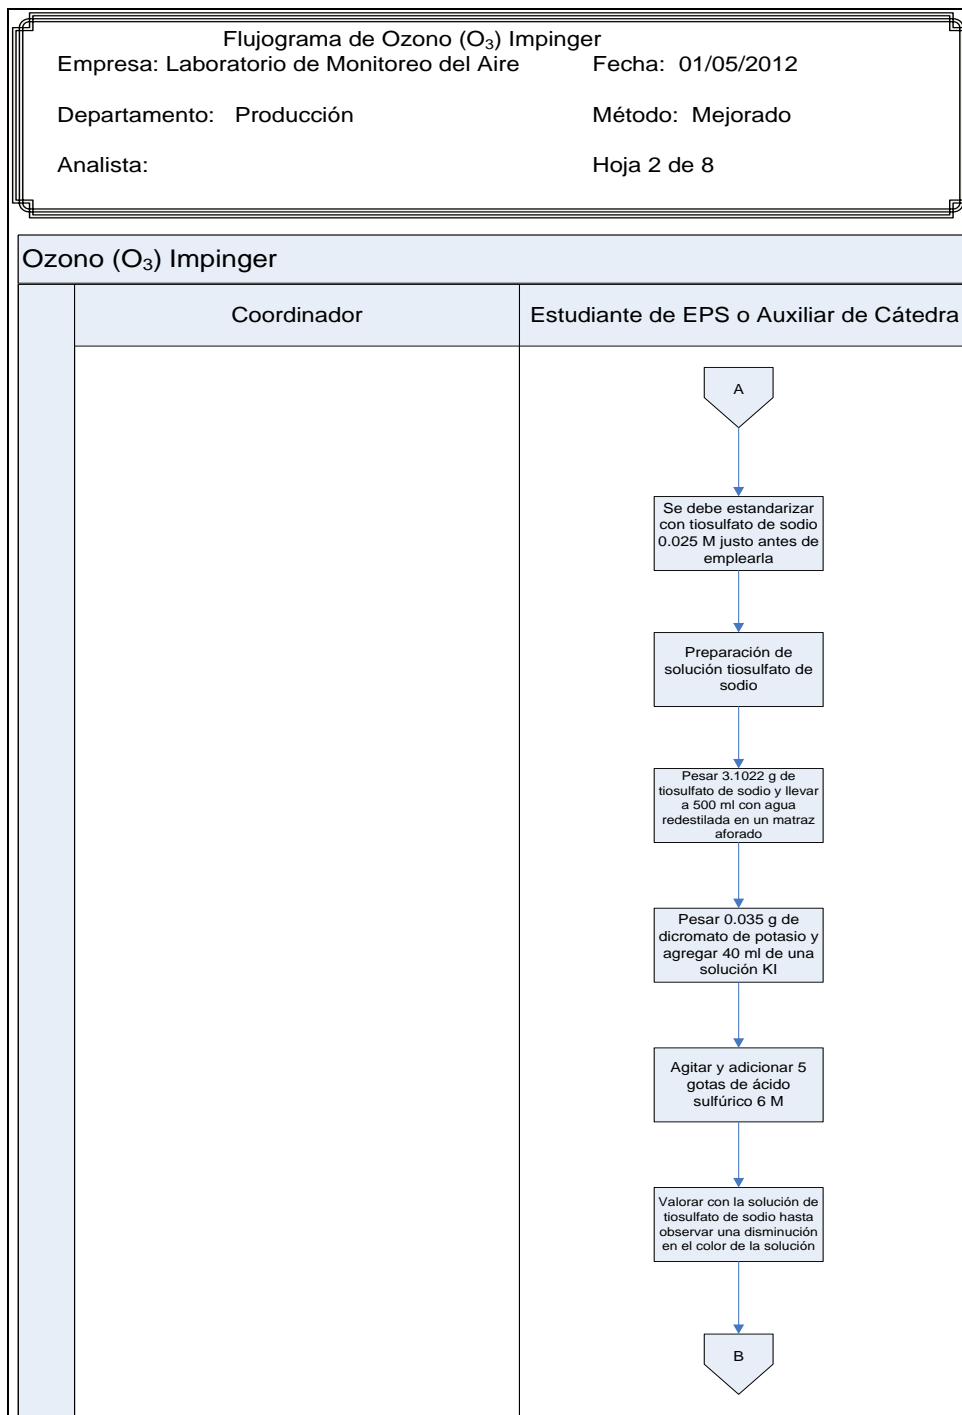 Flujograma de Ozono (O₃) Impinger
Empresa: Laboratorio de Monitoreo del Aire Fecha: 01/05/2012
Departamento: Producción Método: Mejorado
Analista: Hoja 2 de 8
Ozono (O₃) Impinger
Coordinador Estudiante de EPS o Auxiliar de Cátedra
A
Se debe estandarizar
con tiosulfato de sodio
0.025 M justo antes de
emplearla
Preparación de
solución tiosulfato de
sodio
Pesar 3.1022 g de
tiosulfato de sodio y llevar
a 500 ml con agua
redestilada en un matraz
aforado
Pesar 0.035 g de
dicromato de potasio y
agregar 40 ml de una
solución KI
Agitar y adicionar 5
gotas de ácido
sulfúrico 6 M
Valorar con la solución de
tiosulfato de sodio hasta
observar una disminución
en el color de la solución
B